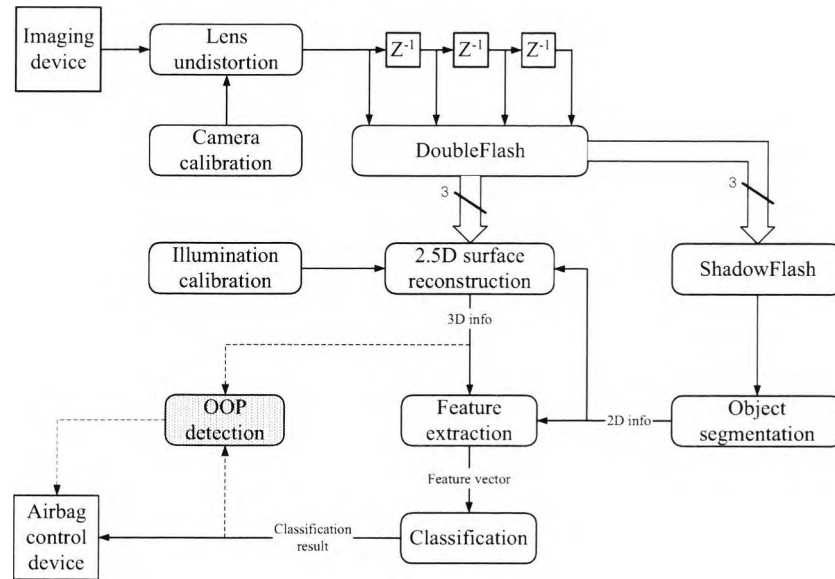 Imaging
device
Lens
undistortion
Z-1
Z-1
Z-1
Camera
calibration
DoubleFlash
3
3
Illumination
calibration
2.5D surface
reconstruction
ShadowFlash
3D info
OOP
detection
Feature
extraction
2D info
Object
segmentation
Feature vector
Airbag
control
device
Classification
result
Classification